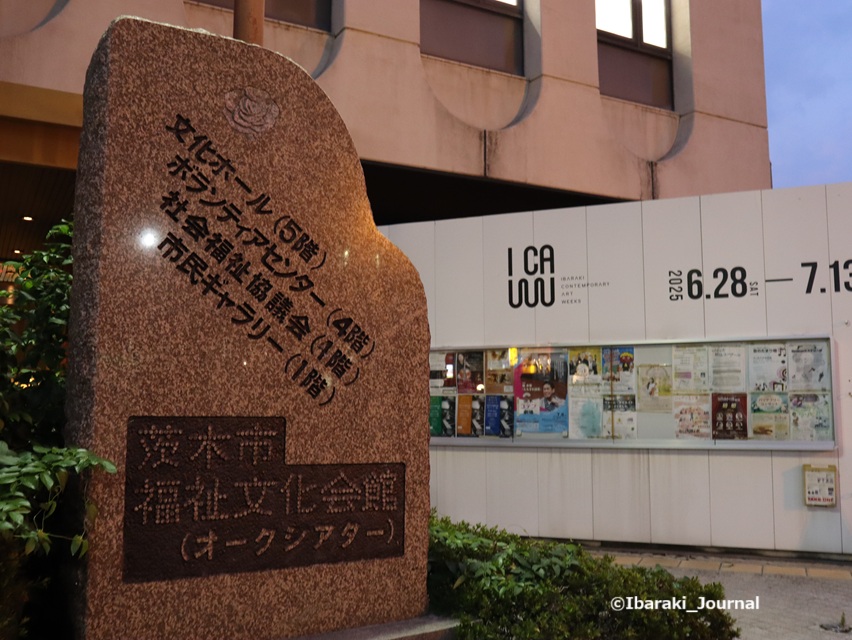 文化ホール(5階)
ボランティアセンター(4階)
社会福祉協議会(1階)
市民ギャラリー(1階)
茨木市
福祉文化会館
(オークシアター)
ICAW
IBARAKI
CONTEMPORARY
ART
WEEKS
2025 6.28 SAT — 7.13
©Ibaraki_Journal